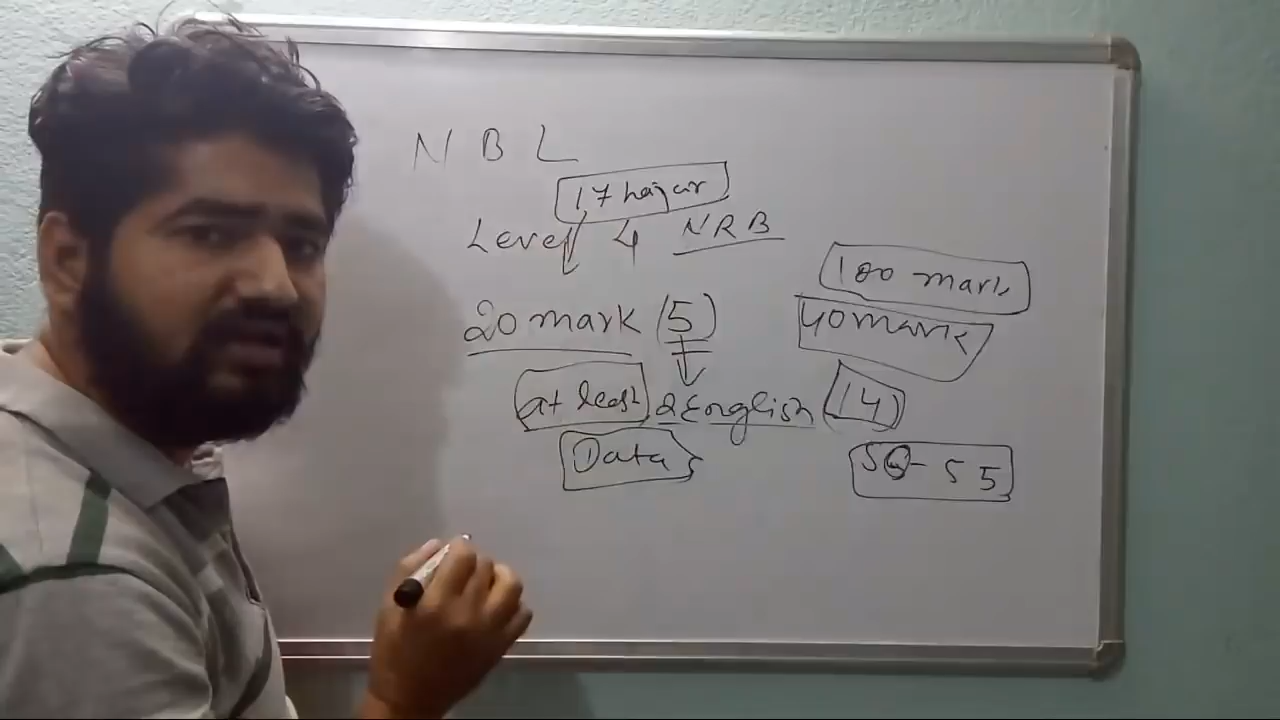 N B L
17 hajar
Level 4 NRB
100 mark
20 mark (5)
40 mark
at least 2 English (14)
Data
50 - 55